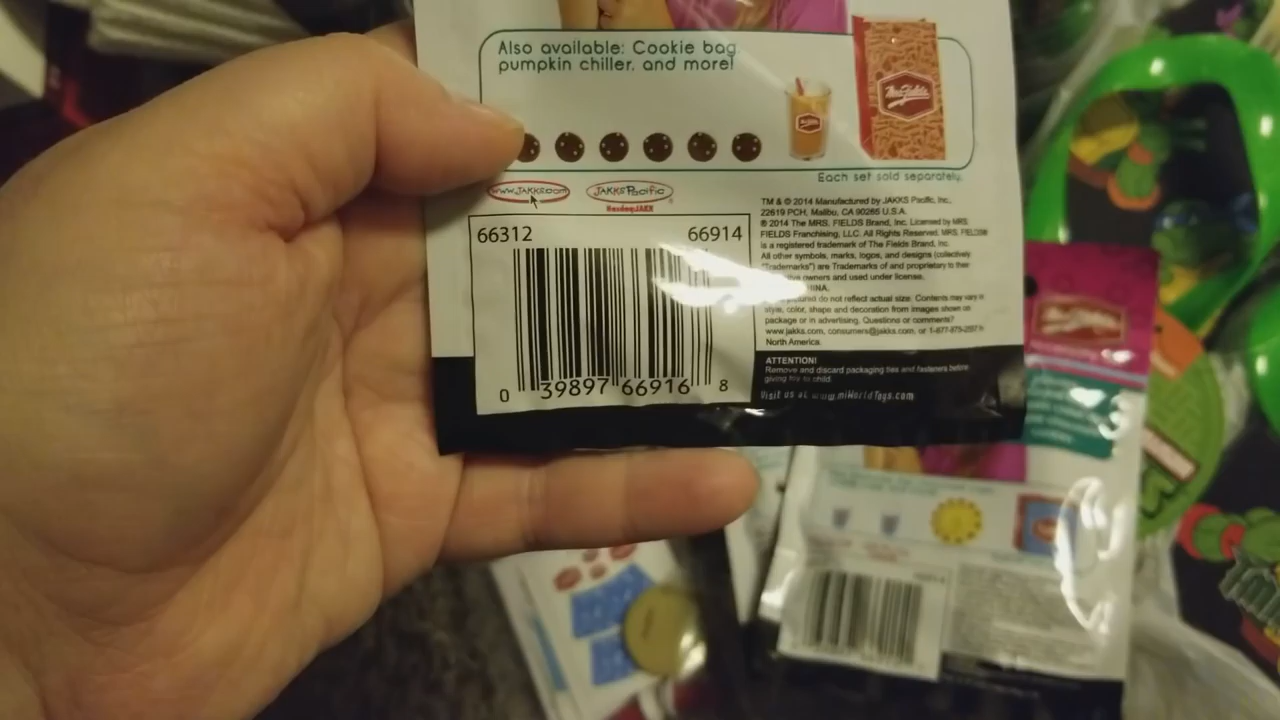 Also available: Cookie bag,
pumpkin chiller, and more!
Mrs. Fields
Each set sold separately.
www.JAKKS.com
JAKKS Pacific
Nasdaq:JAKK
66312 66914
0 39897 66916 8
TM & © 2014 Manufactured by JAKKS Pacific, Inc.,
22619 PCH, Malibu, CA 90265 U.S.A.
® 2014 The MRS. FIELDS Brand, Inc. Licensed by MRS.
FIELDS Franchising, LLC. All Rights Reserved. MRS. FIELDS®
is a registered trademark of The Fields Brand, Inc.
All other symbols, marks, logos, and designs (collectively
"Trademarks") are Trademarks of and proprietary to their
owners and used under license.
do not reflect actual size. Contents may vary in
style, color, shape and decoration from images shown on
package or in advertising. Questions or comments?
www.jakks.com, consumers@jakks.com, or 1-877-875-2557 in
North America.
ATTENTION!
Remove and discard packaging ties and fasteners before
giving toy to child.
Visit us at www.miWorldToys.com